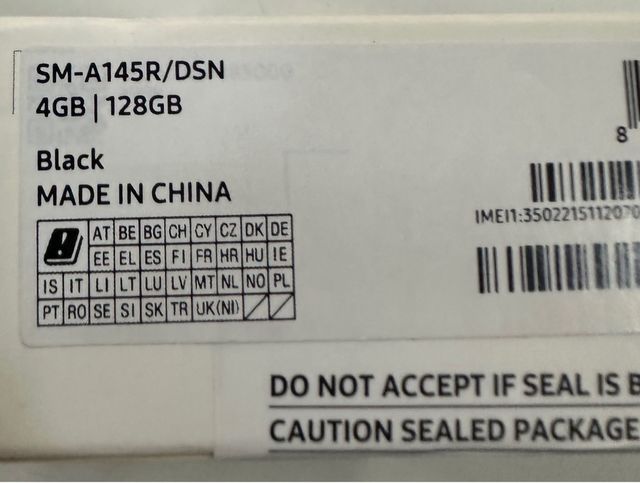 SM-A145R/DSN
4GB | 128GB
Black
MADE IN CHINA
AT BE BG CH CY CZ DK DE
EE EL ES FI FR HR HU IE
IS IT LI LT LU LV MT NL NO PL
PT RO SE SI SK TR UK(NI)
8
IMEI1:3502215112070
DO NOT ACCEPT IF SEAL IS B
CAUTION SEALED PACKAGE